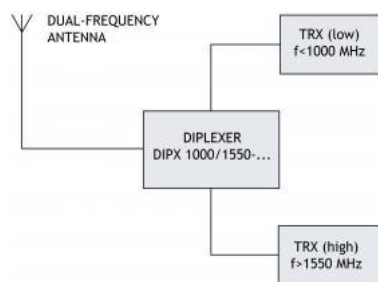 DUAL-FREQUENCY
ANTENNA
TRX (low)
f<1000 MHz
DIPLEXER
DIPX 1000/1550-...
TRX (high)
f>1550 MHz